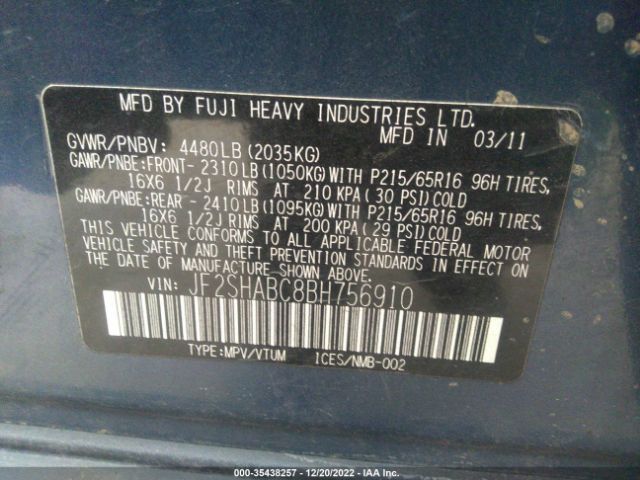 MFD BY FUJI HEAVY INDUSTRIES LTD.
MFD IN 03/11
GVWR/PNBV: 4480LB(2035KG)
GAWR/PNBE:FRONT-2310LB(1050KG)WITH P215/65R16 96H TIRES,
16X6 1/2J RIMS AT 210 KPA(30 PSI)COLD
GAWR/PNBE:REAR -2410LB(1095KG)WITH P215/65R16 96H TIRES,
16X6 1/2J RIMS AT 200 KPA(29 PSI)COLD
THIS VEHICLE CONFORMS TO ALL APPLICABLE FEDERAL MOTOR
VEHICLE SAFETY AND THEFT PREVENTION STANDARDS IN EFFECT ON
THE DATE OF MANUFACTURE SHOWN ABOVE.
VIN: JF2SHABC8BH756910
TYPE:MPV/VTUM ICES/NMB-002
000-35438257 - 12/20/2022 - IAA Inc.